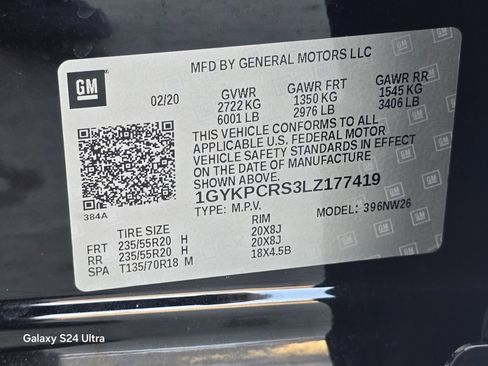 MFD BY GENERAL MOTORS LLC
GM
02/20
GVWR GAWR FRT GAWR RR
2722 KG 1350 KG 1545 KG
6001 LB 2976 LB 3406 LB
THIS VEHICLE CONFORMS TO ALL
APPLICABLE U.S. FEDERAL MOTOR
VEHICLE SAFETY STANDARDS IN EFFECT
ON THE DATE OF MANUFACTURE
SHOWN ABOVE.
1GYKPCRS3LZ177419
TYPE: M.P.V. MODEL: 396NW26
384A
TIRE SIZE RIM
FRT 235/55R20 H 20X8J
RR 235/55R20 H 20X8J
SPA T135/70R18 M 18X4.5B
Galaxy S24 Ultra